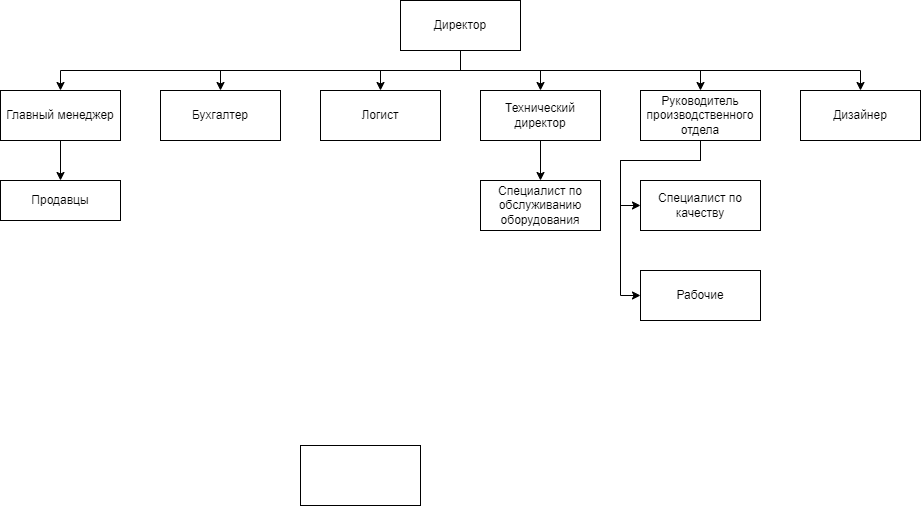 Директор
Главный менеджер
Бухгалтер
Логист
Технический
директор
Руководитель
производственного
отдела
Дизайнер
Продавцы
Специалист по
обслуживанию
оборудования
Специалист по
качеству
Рабочие